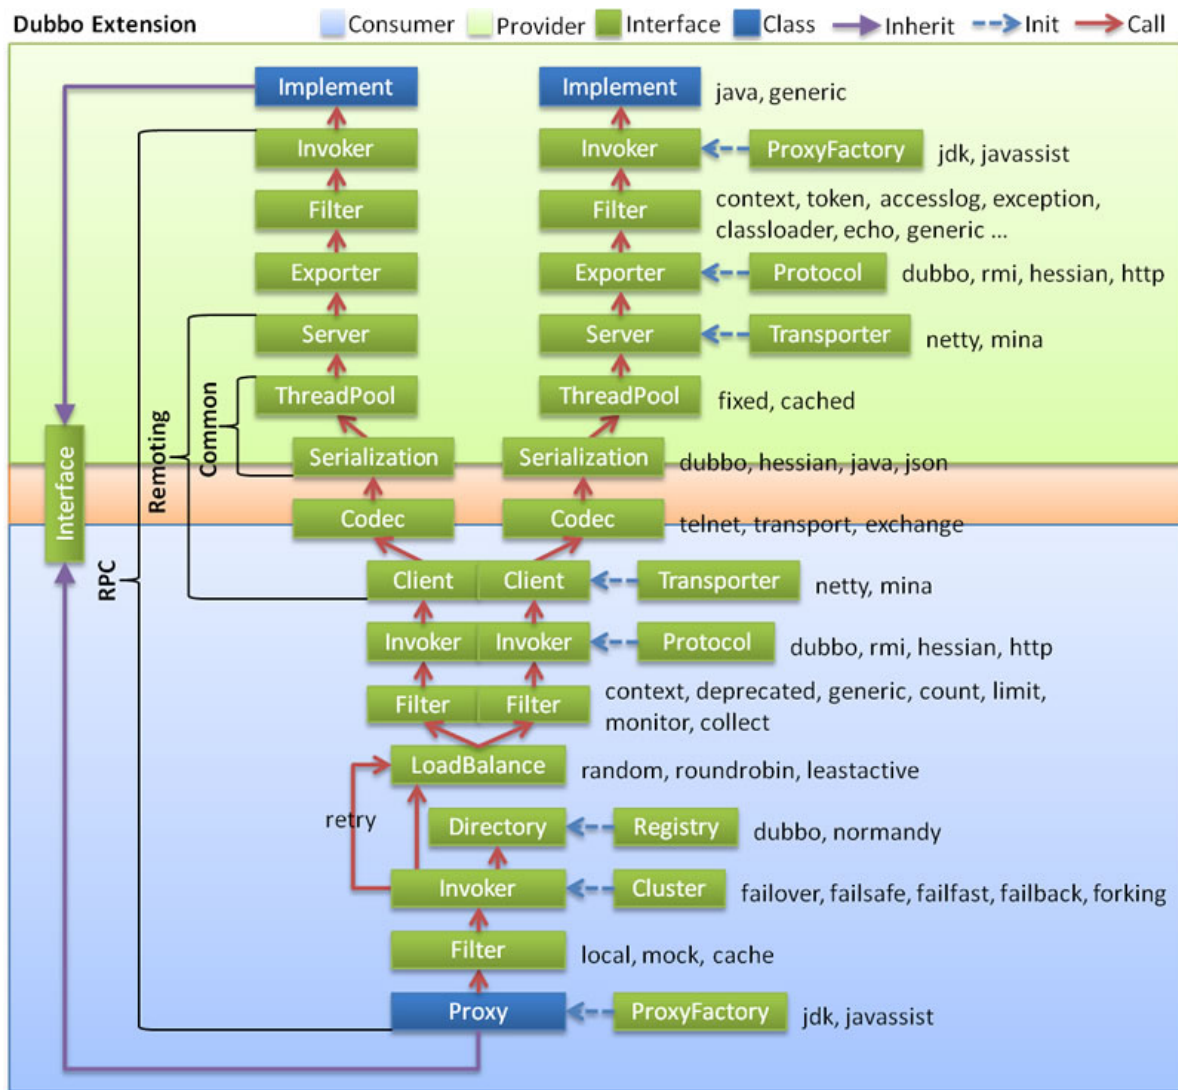 Dubbo Extension
Consumer
Provider
Interface
Class
Inherit
Init
Call
Implement
Implement
java, generic
Invoker
Invoker
ProxyFactory
jdk, javassist
Filter
Filter
context, token, accesslog, exception,
classloader, echo, generic ...
Exporter
Exporter
Protocol
dubbo, rmi, hessian, http
Server
Server
Transporter
netty, mina
ThreadPool
ThreadPool
fixed, cached
Common
Remoting
RPC
Interface
Serialization
Serialization
dubbo, hessian, java, json
Codec
Codec
telnet, transport, exchange
Client
Client
Transporter
netty, mina
Invoker
Invoker
Protocol
dubbo, rmi, hessian, http
Filter
Filter
context, deprecated, generic, count, limit,
monitor, collect
LoadBalance
random, roundrobin, leastactive
retry
Directory
Registry
dubbo, normandy
Invoker
Cluster
failover, failsafe, failfast, failback, forking
Filter
local, mock, cache
Proxy
ProxyFactory
jdk, javassist